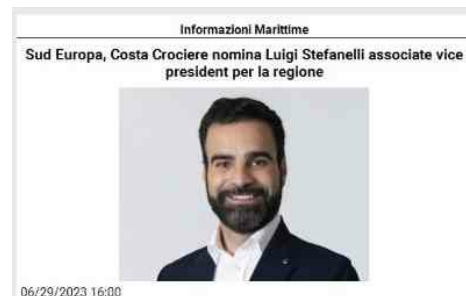 Informazioni Marittime
Sud Europa, Costa Crociere nomina Luigi Stefanelli associate vice
president per la regione
06/29/2023 16:00